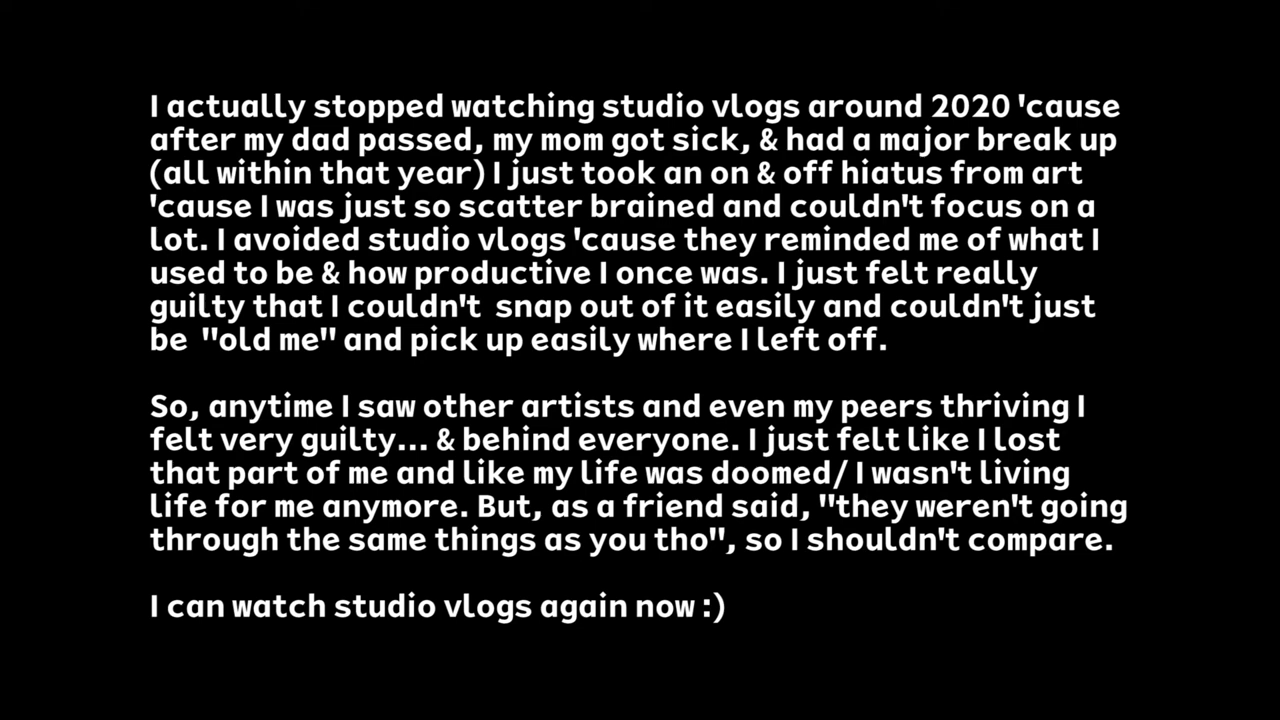 I actually stopped watching studio vlogs around 2020 'cause
after my dad passed, my mom got sick, & had a major break up
(all within that year) I just took an on & off hiatus from art
'cause I was just so scatter brained and couldn't focus on a
lot. I avoided studio vlogs 'cause they reminded me of what I
used to be & how productive I once was. I just felt really
guilty that I couldn't  snap out of it easily and couldn't just
be  "old me" and pick up easily where I left off.
So, anytime I saw other artists and even my peers thriving I
felt very guilty... & behind everyone. I just felt like I lost
that part of me and like my life was doomed/ I wasn't living
life for me anymore. But, as a friend said, "they weren't going
through the same things as you tho", so I shouldn't compare.
I can watch studio vlogs again now :)